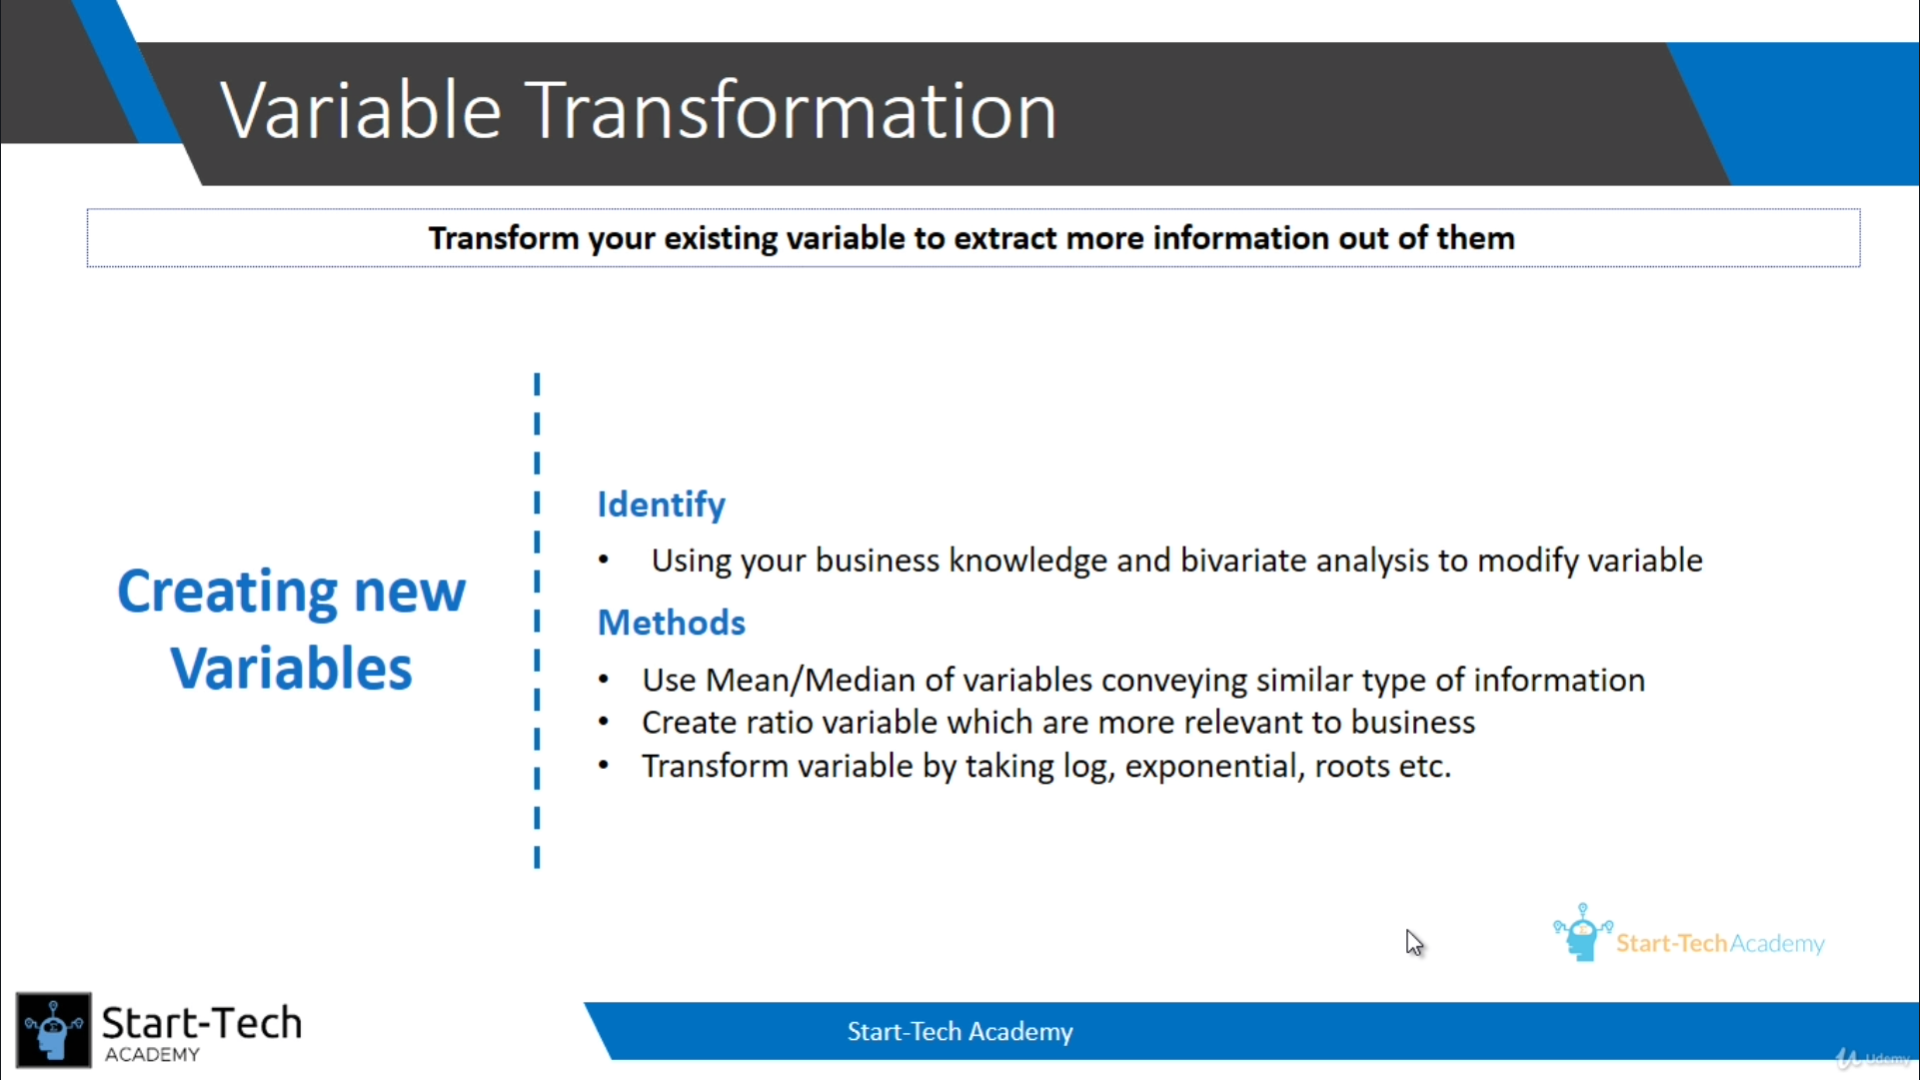 Variable Transformation
Transform your existing variable to extract more information out of them
Creating new
Variables
Identify
• Using your business knowledge and bivariate analysis to modify variable
Methods
• Use Mean/Median of variables conveying similar type of information
• Create ratio variable which are more relevant to business
• Transform variable by taking log, exponential, roots etc.
Start-Tech Academy
Start-Tech
ACADEMY
Start-Tech Academy
Udemy